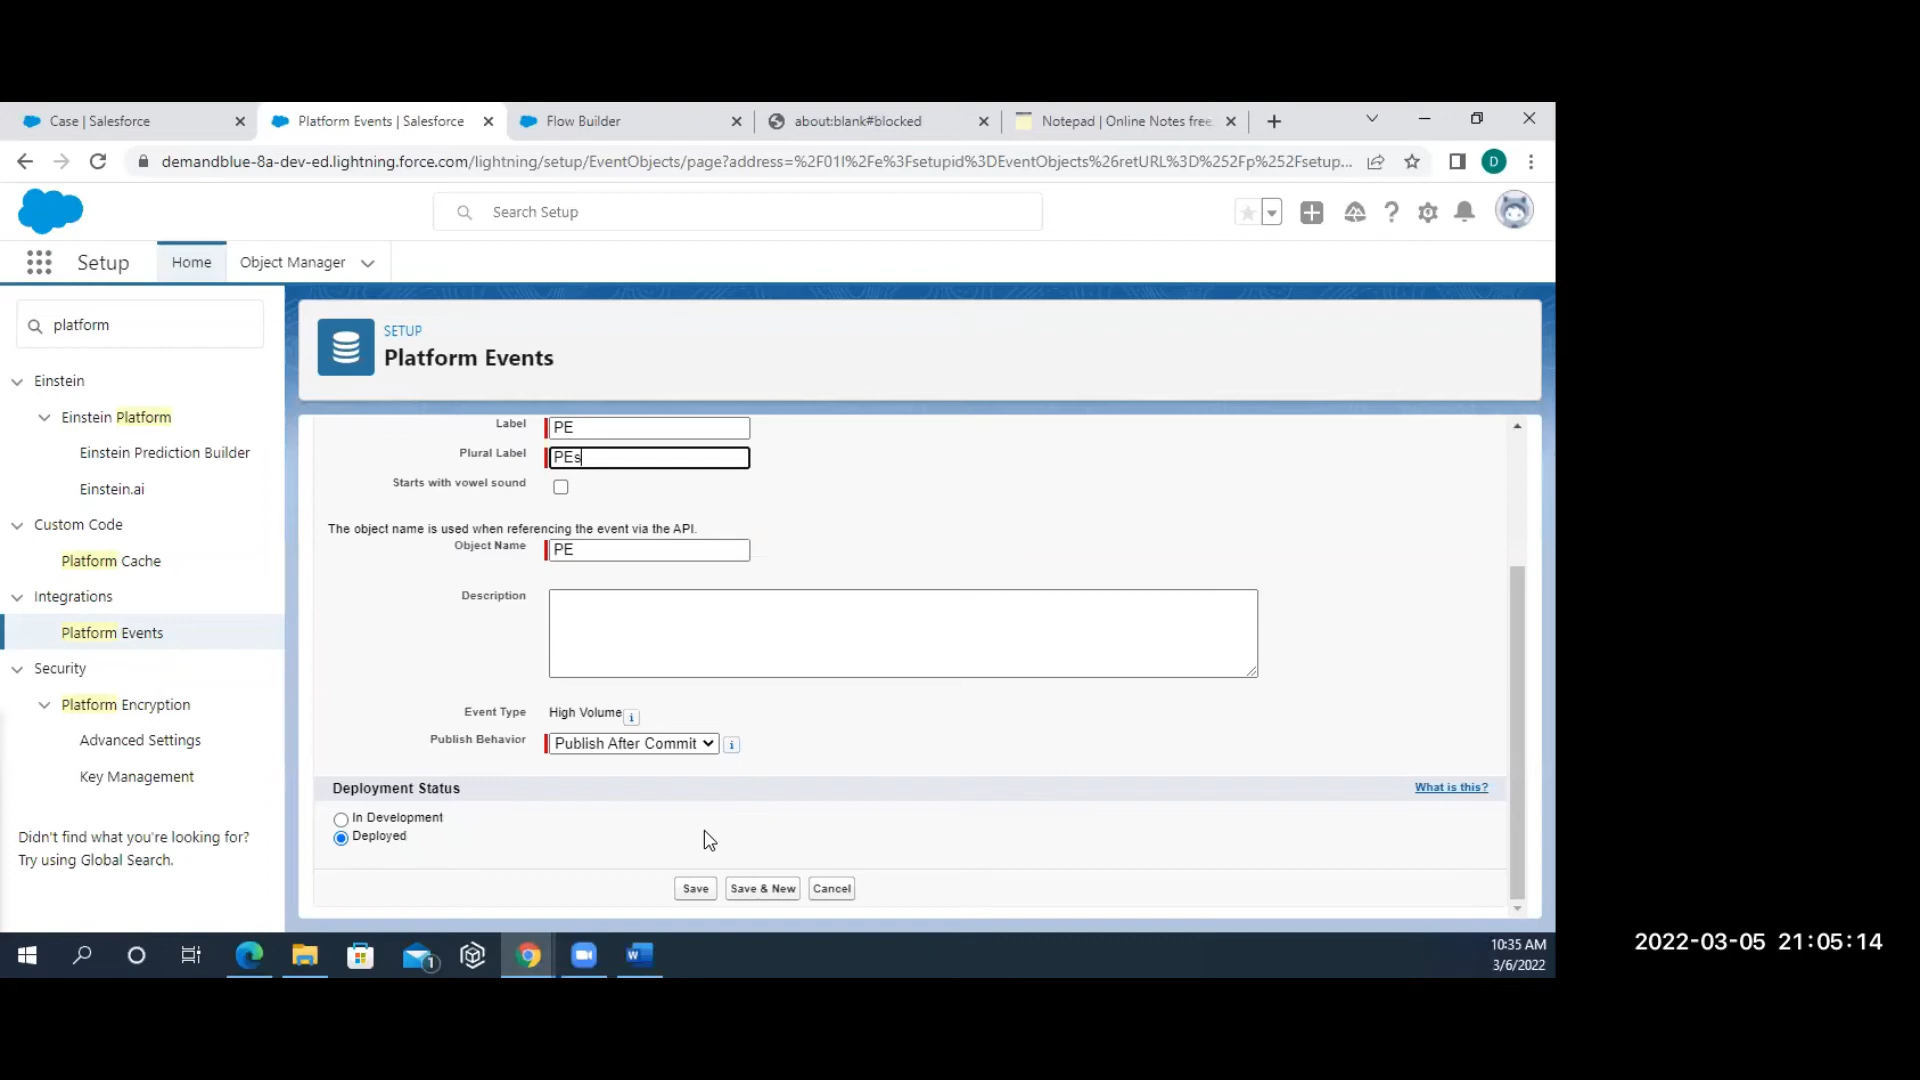 Case | Salesforce
Platform Events | Salesforce
Flow Builder
about:blank#blocked
Notepad | Online Notes free
demandblue-8a-dev-ed.lightning.force.com/lightning/setup/EventObjects/page?address=%2F01I%2Fe%3Fsetupid%3DEventObjects%26retURL%3D%252Fp%252Fsetup...
D
Search Setup
Setup
Home
Object Manager
platform
Einstein
Einstein Platform
Einstein Prediction Builder
Einstein.ai
Custom Code
Platform Cache
Integrations
Platform Events
Security
Platform Encryption
Advanced Settings
Key Management
Didn't find what you're looking for?
Try using Global Search.
SETUP
Platform Events
Label PE
Plural Label PEs
Starts with vowel sound
The object name is used when referencing the event via the API.
Object Name PE
Description
Event Type High Volume i
Publish Behavior Publish After Commit i
Deployment Status What is this?
In Development
Deployed
Save Save & New Cancel
1
W
10:35 AM
3/6/2022
2022-03-05 21:05:14